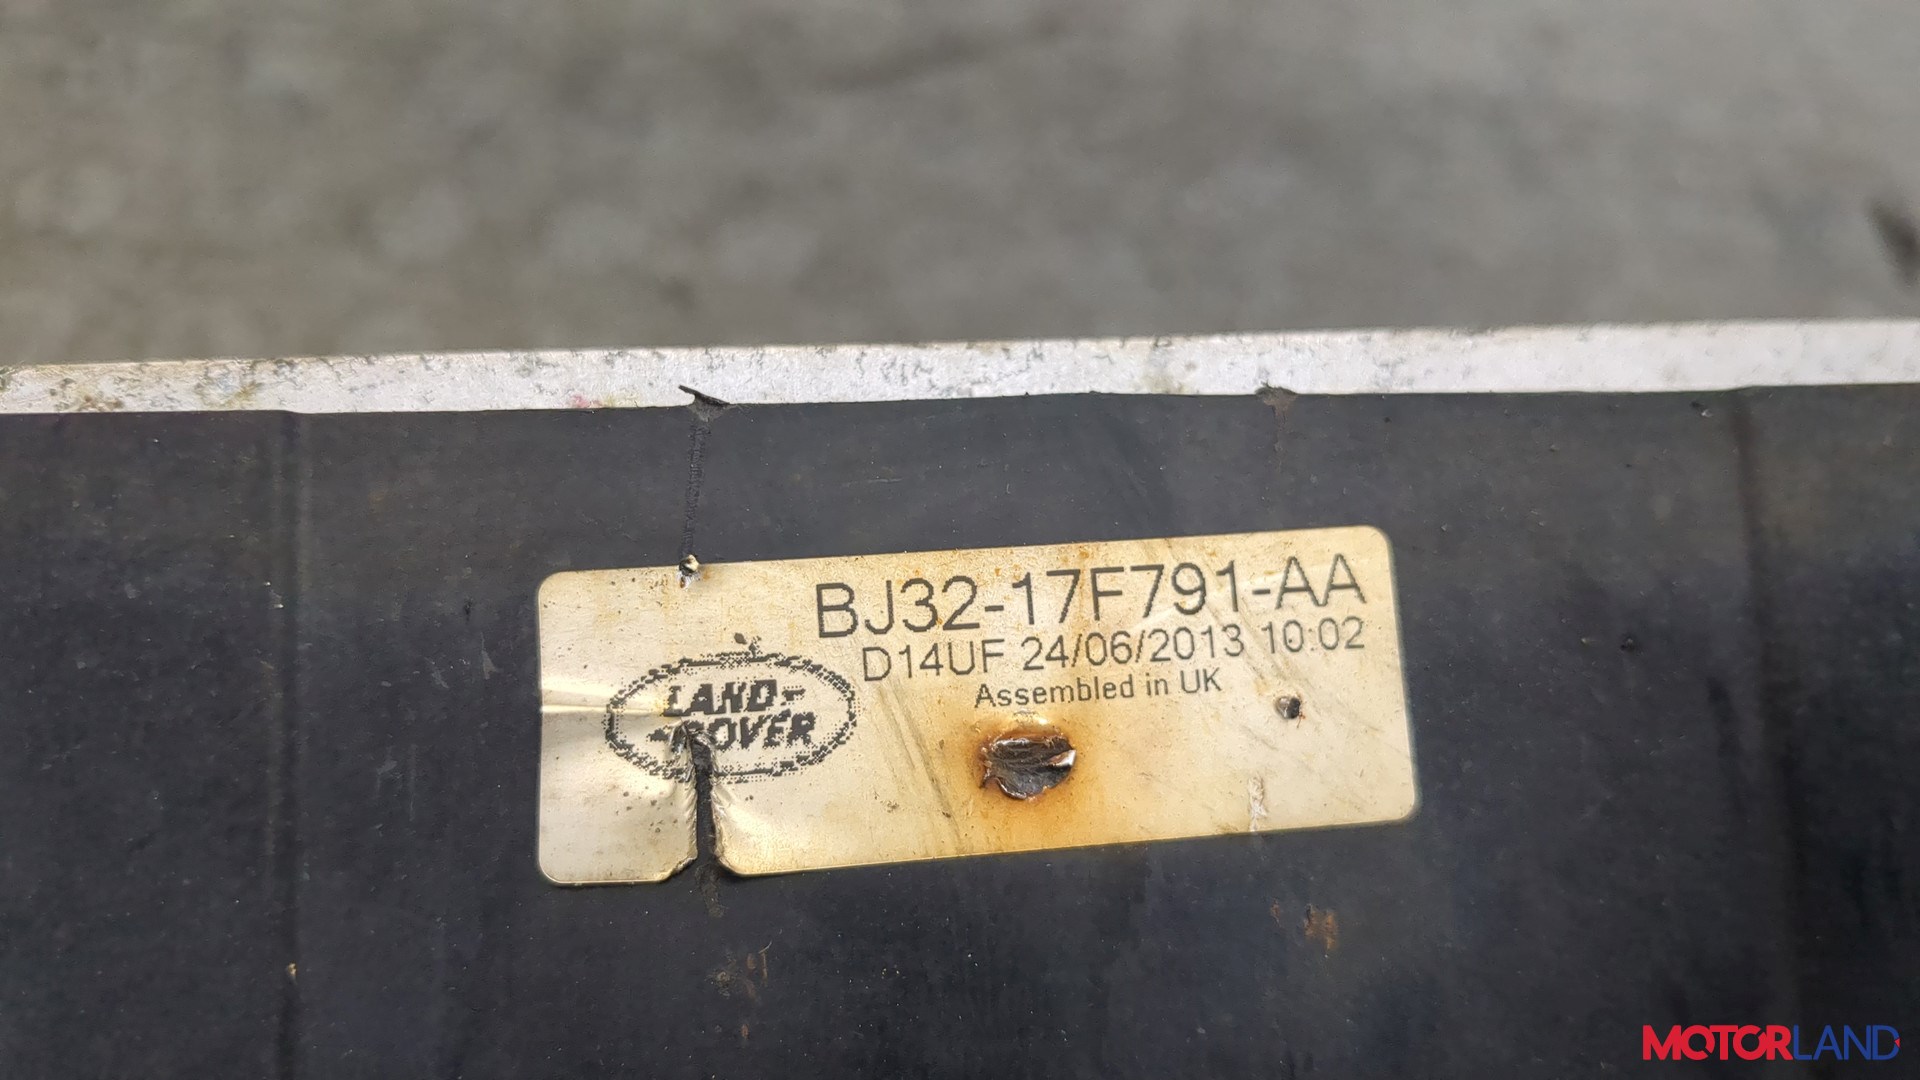 BJ32-17F791-AA
D14UF 24/06/2013 10:02
Assembled in UK
LAND-
-ROVER
MOTORLAND